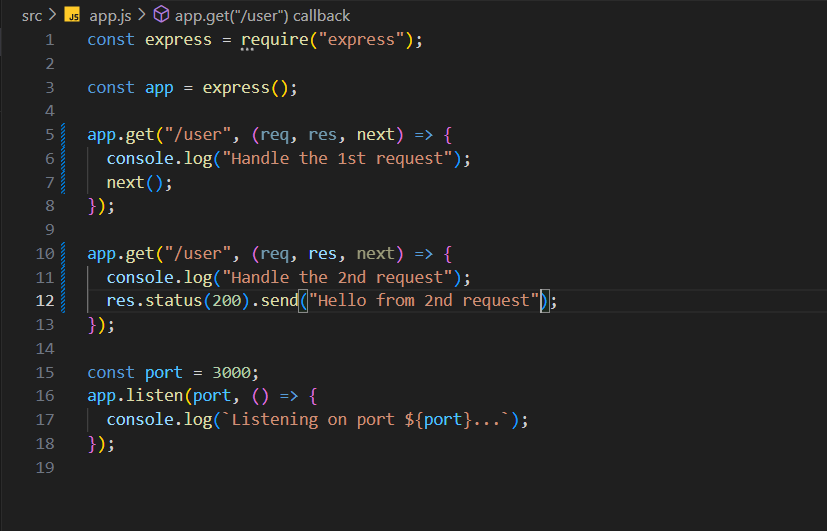 src > JS app.js > app.get("/user") callback
1 const express = require("express");
2
3 const app = express();
4
5 app.get("/user", (req, res, next) => {
6   console.log("Handle the 1st request");
7   next();
8 });
9
10 app.get("/user", (req, res, next) => {
11   console.log("Handle the 2nd request");
12   res.status(200).send("Hello from 2nd request");
13 });
14
15 const port = 3000;
16 app.listen(port, () => {
17   console.log(`Listening on port ${port}...`);
18 });
19